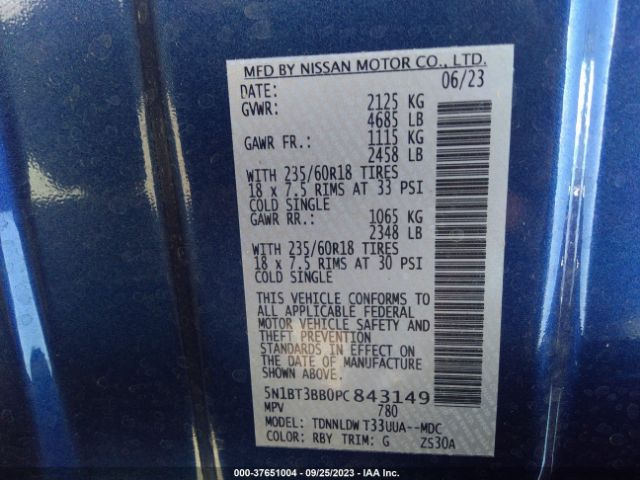 MFD BY NISSAN MOTOR CO., LTD.
DATE: 06/23
GVWR: 2125 KG
4685 LB
GAWR FR.: 1115 KG
2458 LB
WITH 235/60R18 TIRES
18 x 7.5 RIMS AT 33 PSI
COLD SINGLE
GAWR RR.: 1065 KG
2348 LB
WITH 235/60R18 TIRES
18 x 7.5 RIMS AT 30 PSI
COLD SINGLE
THIS VEHICLE CONFORMS TO
ALL APPLICABLE FEDERAL
MOTOR VEHICLE SAFETY AND
THEFT PREVENTION
STANDARDS IN EFFECT ON
THE DATE OF MANUFACTURE
SHOWN ABOVE.
5N1BT3BB0PC843149
MPV 780
MODEL: TDNNLDW T33UUA--MDC
COLOR: RBY TRIM: G ZS30A
000-37651004 | 09/25/2023 | IAA Inc.